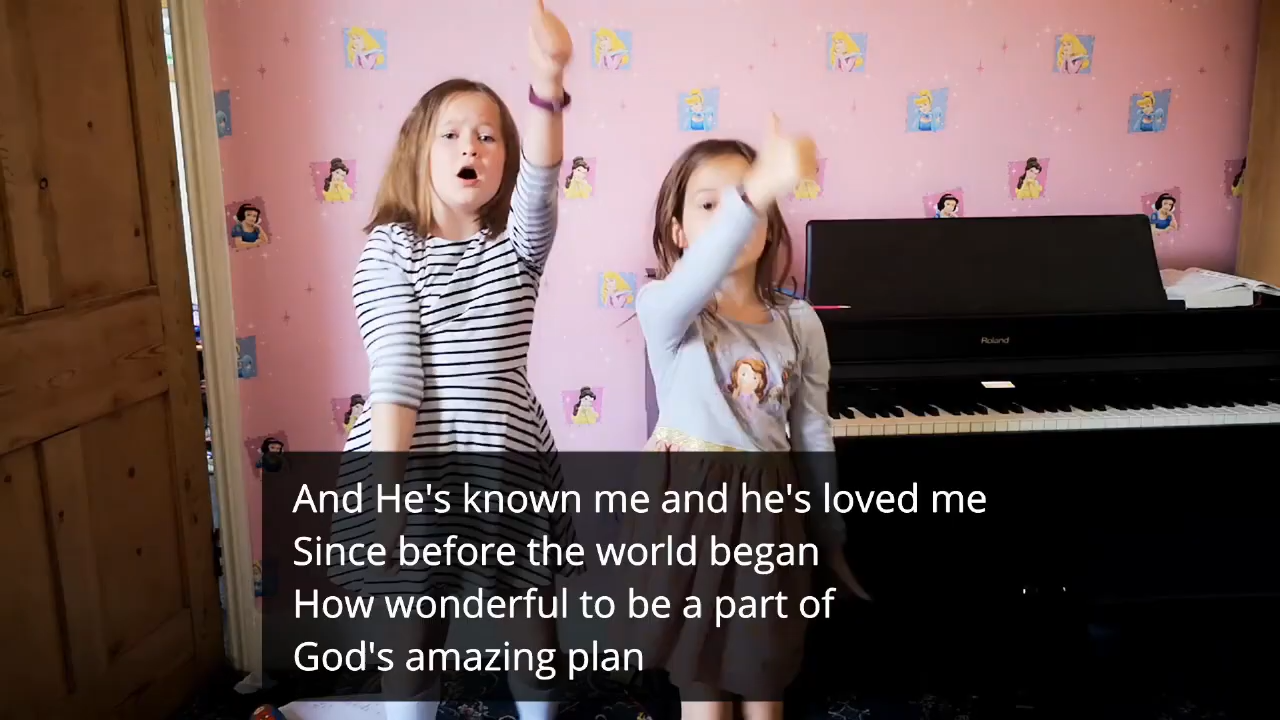 Roland
And He's known me and he's loved me
Since before the world began
How wonderful to be a part of
God's amazing plan